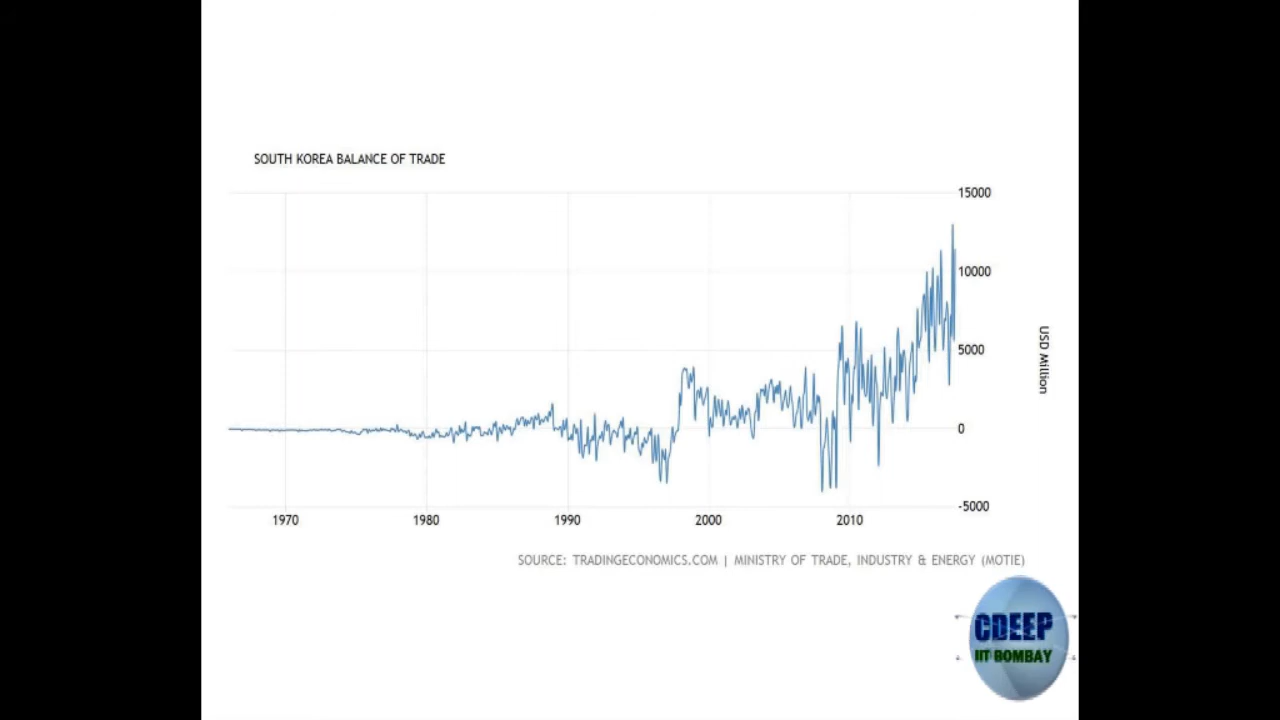 SOUTH KOREA BALANCE OF TRADE
15000
10000
5000
0
-5000
USD Million
1970 1980 1990 2000 2010
SOURCE: TRADINGECONOMICS.COM | MINISTRY OF TRADE, INDUSTRY & ENERGY (MOTIE)
CDEEP
IIT BOMBAY